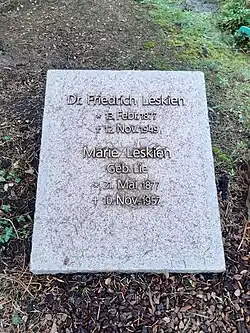 Dr. Friedrich Leskien
* 13. Febr. 1877
† 12. Nov. 1949
Marie Leskien
Geb. Lie
* 21. Mai 1877
† 10. Nov. 1957